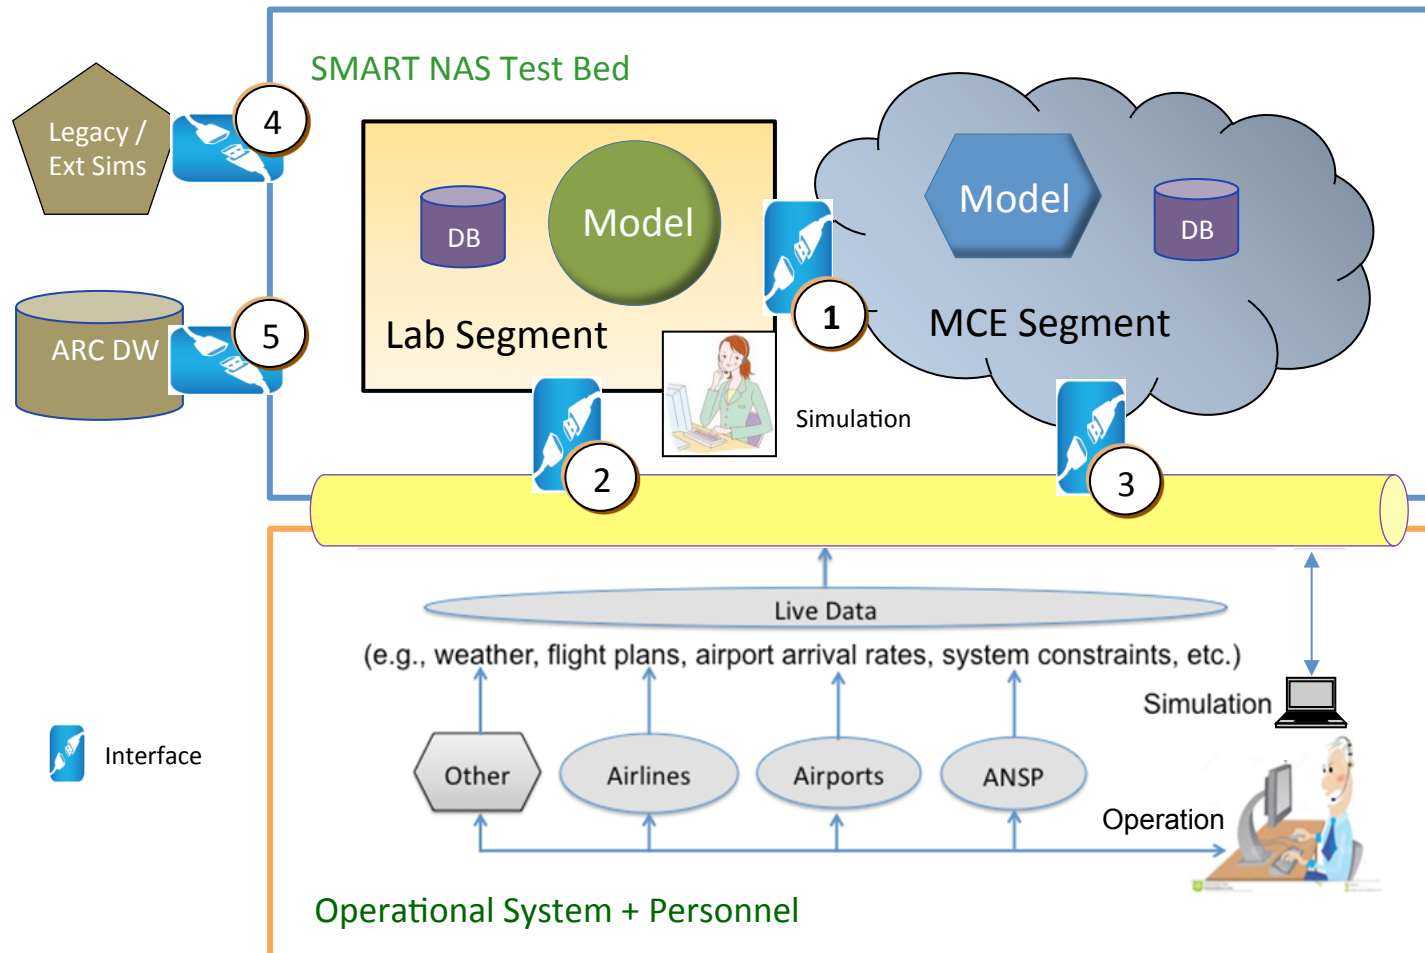 SMART NAS Test Bed
Legacy /
Ext Sims
4
DB
Model
Lab Segment
1
Model
DB
MCE Segment
ARC DW
5
Simulation
2
3
Live Data
(e.g., weather, flight plans, airport arrival rates, system constraints, etc.)
Simulation
Interface
Other
Airlines
Airports
ANSP
Operation
Operational System + Personnel